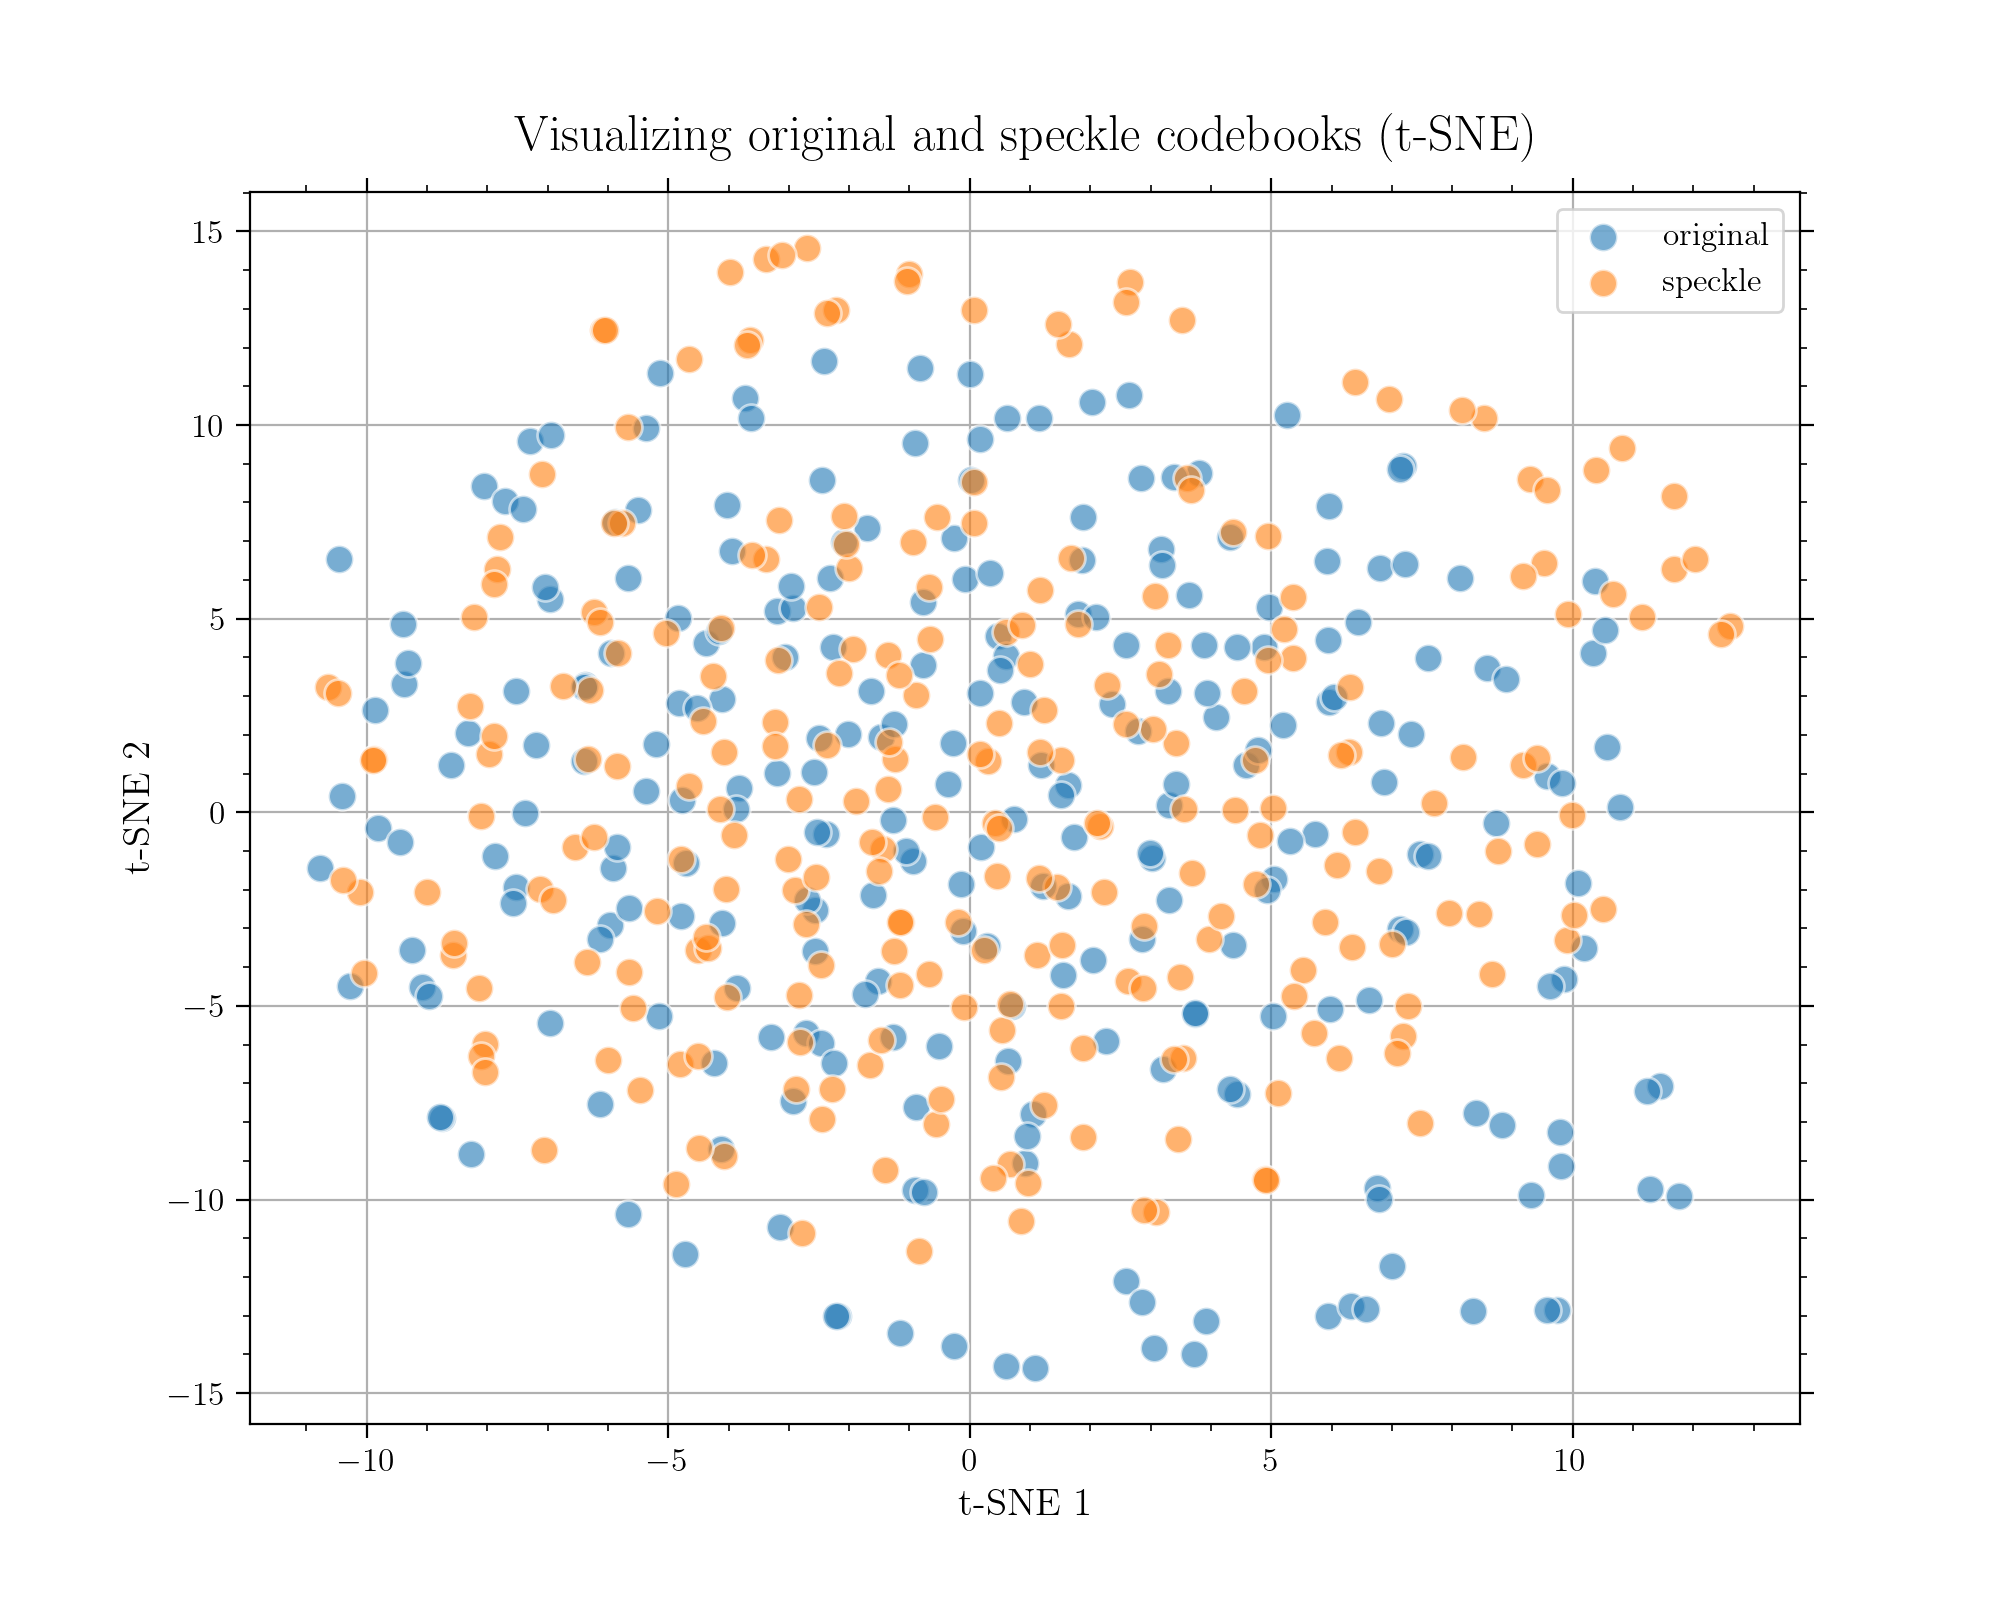 Visualizing original and speckle codebooks (t-SNE)
original
speckle
15
10
5
0
−5
−10
−15
t-SNE 2
−10
−5
0
5
10
t-SNE 1